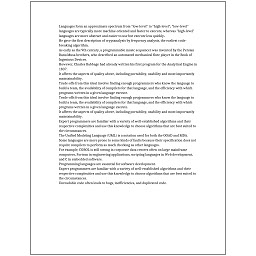 Languages form an approximate spectrum from "low-level" to "high-level"; "low-level"
languages are typically more machine-oriented and faster to execute, whereas "high-level"
languages are more abstract and easier to use but execute less quickly.
He gave the first description of cryptanalysis by frequency analysis, the earliest code-
breaking algorithm.
As early as the 9th century, a programmable music sequencer was invented by the Persian
Banu Musa brothers, who described an automated mechanical flute player in the Book of
Ingenious Devices.
However, Charles Babbage had already written his first program for the Analytical Engine in
1837.
It affects the aspects of quality above, including portability, usability and most importantly
maintainability.
Trade-offs from this ideal involve finding enough programmers who know the language to
build a team, the availability of compilers for that language, and the efficiency with which
programs written in a given language execute.
Trade-offs from this ideal involve finding enough programmers who know the language to
build a team, the availability of compilers for that language, and the efficiency with which
programs written in a given language execute.
It affects the aspects of quality above, including portability, usability and most importantly
maintainability.
Expert programmers are familiar with a variety of well-established algorithms and their
respective complexities and use this knowledge to choose algorithms that are best suited to
the circumstances.
The Unified Modeling Language (UML) is a notation used for both the OOAD and MDA.
Some languages are more prone to some kinds of faults because their specification does not
require compilers to perform as much checking as other languages.
For example, COBOL is still strong in corporate data centers often on large mainframe
computers, Fortran in engineering applications, scripting languages in Web development,
and C in embedded software.
Programming languages are essential for software development.
Expert programmers are familiar with a variety of well-established algorithms and their
respective complexities and use this knowledge to choose algorithms that are best suited to
the circumstances.
Unreadable code often leads to bugs, inefficiencies, and duplicated code.